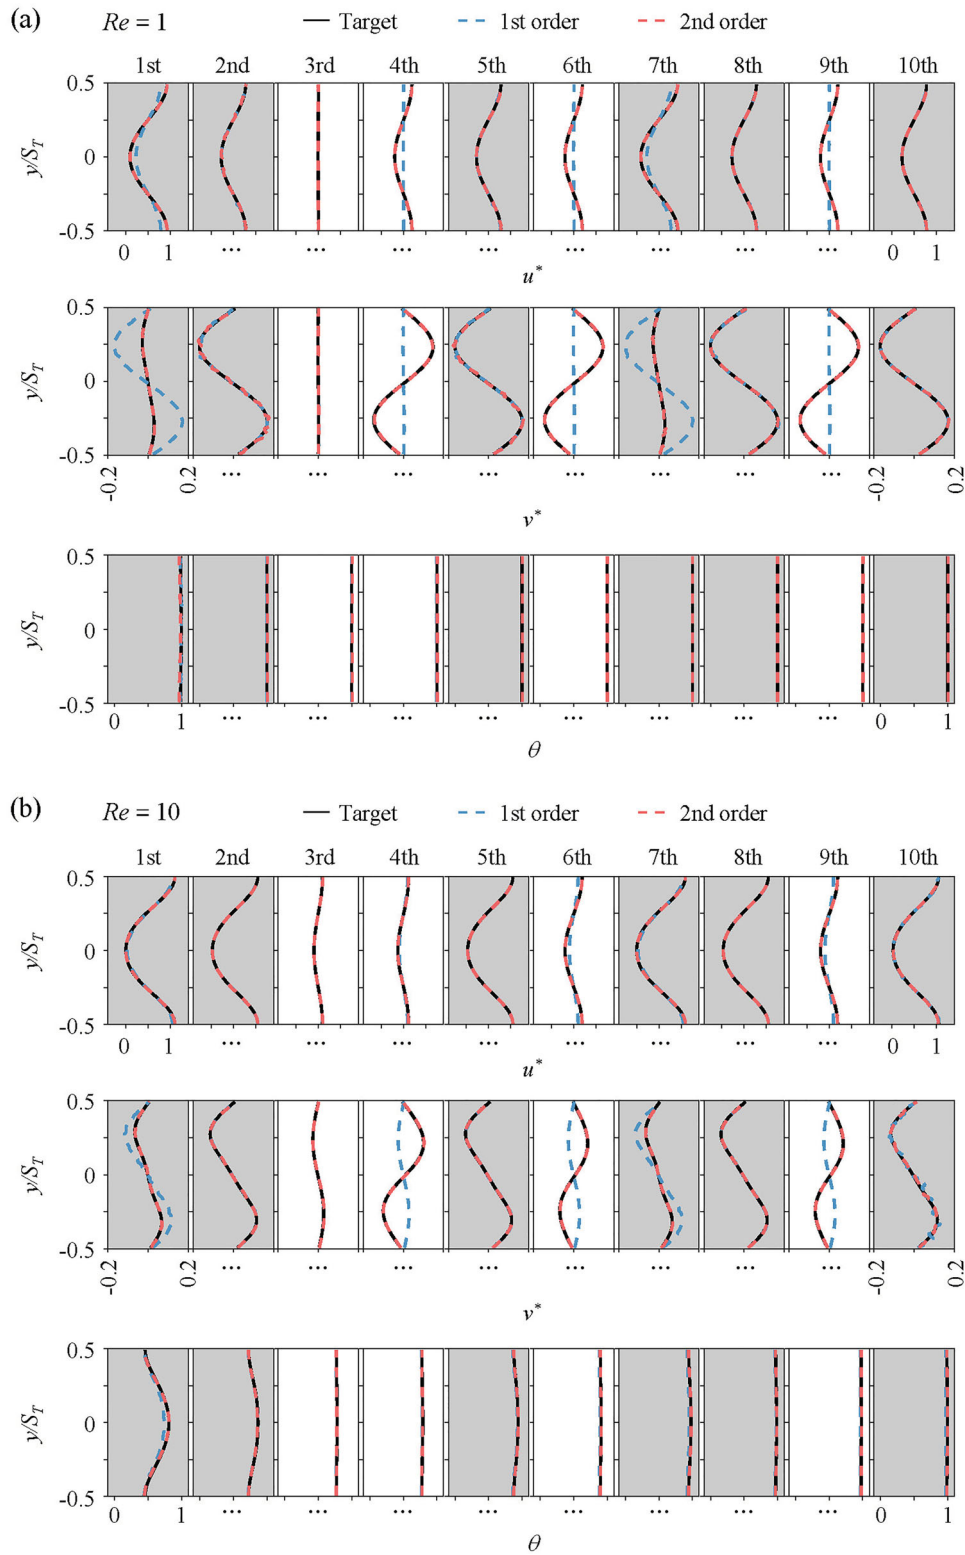 (a) Re = 1 Target 1st order 2nd order
1st 2nd 3rd 4th 5th 6th 7th 8th 9th 10th
0.5
y/S_T 0
-0.5
0 1 ... ... ... ... ... ... ... ... 0 1
u*
0.5
y/S_T 0
-0.5
-0.2 0.2 ... ... ... ... ... ... ... ... -0.2 0.2
v*
0.5
y/S_T 0
-0.5
0 1 ... ... ... ... ... ... ... ... 0 1
θ
(b) Re = 10 Target 1st order 2nd order
1st 2nd 3rd 4th 5th 6th 7th 8th 9th 10th
0.5
y/S_T 0
-0.5
0 1 ... ... ... ... ... ... ... ... 0 1
u*
0.5
y/S_T 0
-0.5
-0.2 0.2 ... ... ... ... ... ... ... ... -0.2 0.2
v*
0.5
y/S_T 0
-0.5
0 1 ... ... ... ... ... ... ... ... 0 1
θ